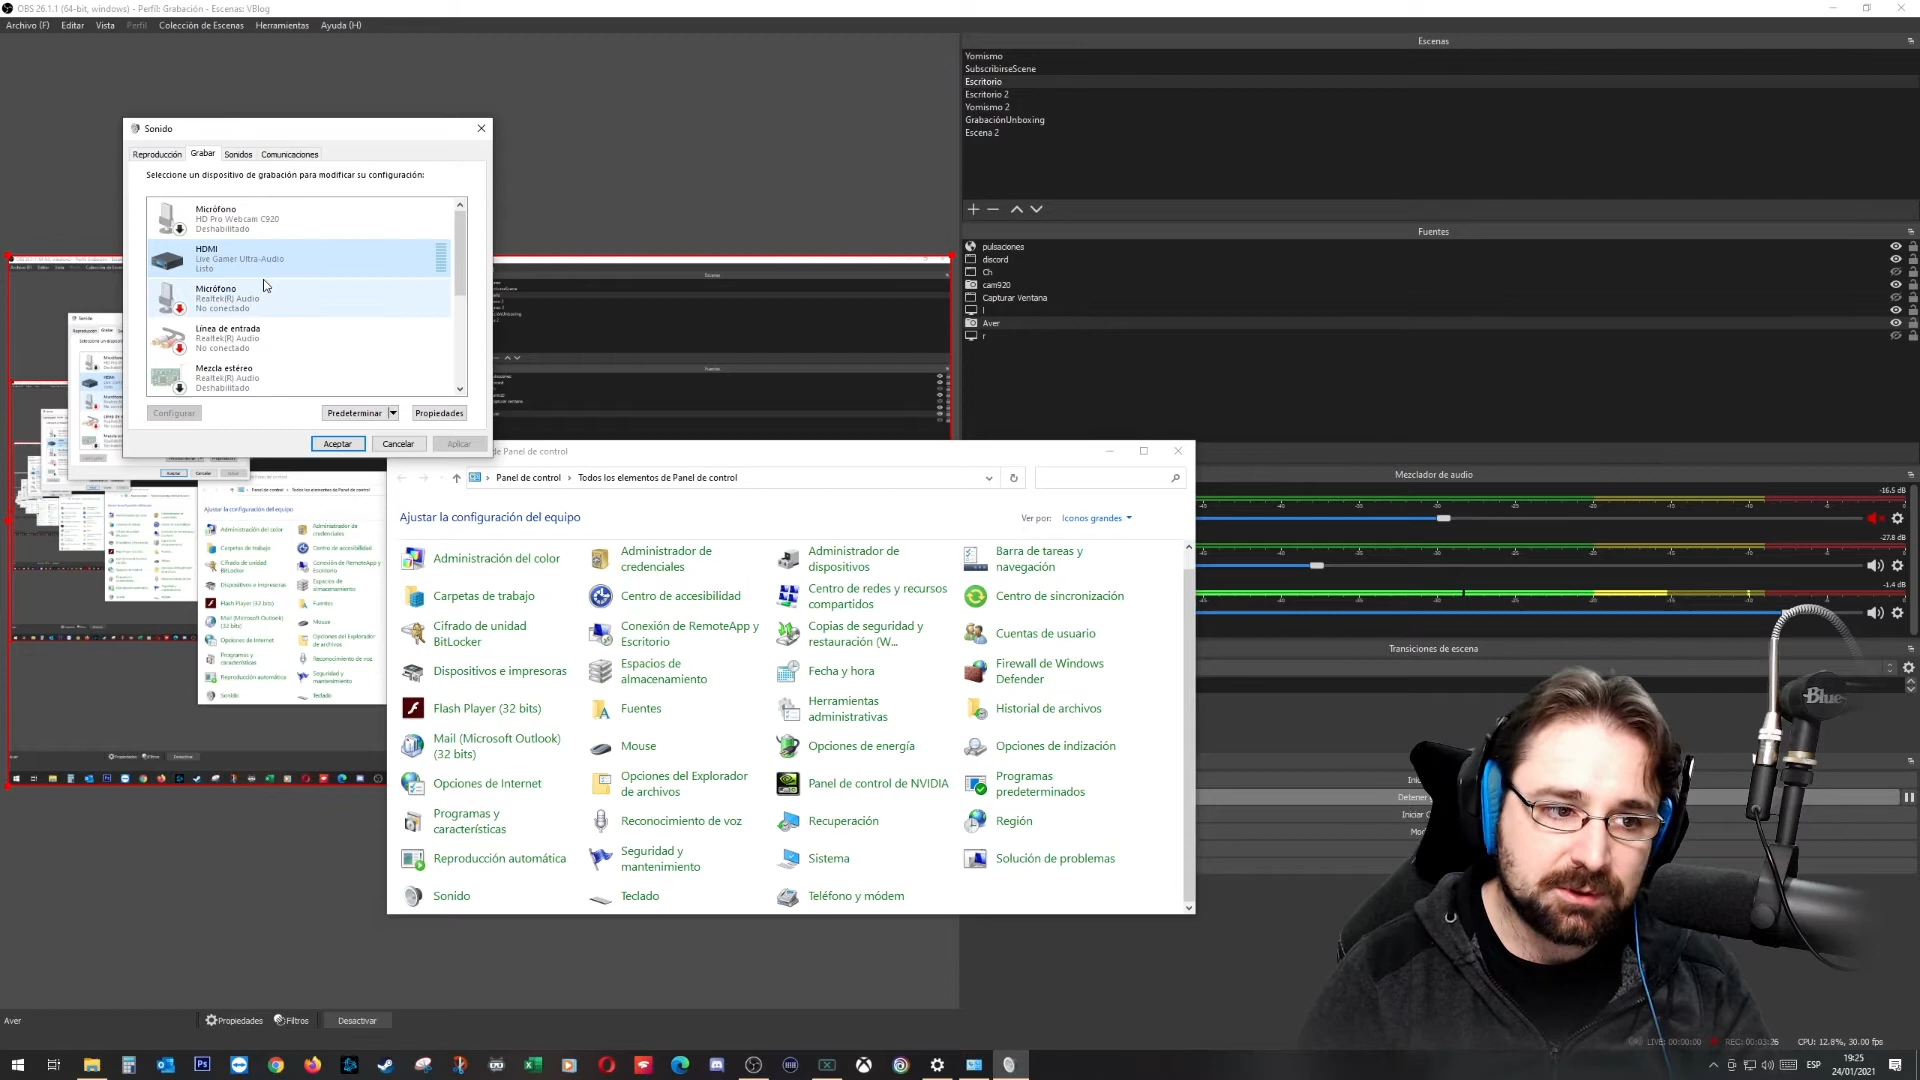 OBS 26.1.1 (64-bit, windows) - Perfil: Grabación - Escenas: VBlog
Archivo (F) Editar Vista Perfil Colección de Escenas Herramientas Ayuda (H)
Escenas
Yomismo
SubscribirseScene
Escritorio
Escritorio 2
Yomismo 2
GrabaciónUnboxing
Escena 2
Fuentes
pulsaciones
discord
Ch
cam920
Capturar Ventana
I
Aver
r
Sonido
Reproducción Grabar Sonidos Comunicaciones
Seleccione un dispositivo de grabación para modificar su configuración:
Micrófono
HD Pro Webcam C920
Deshabilitado
HDMI
Live Gamer Ultra-Audio
Listo
Micrófono
Realtek(R) Audio
No conectado
Línea de entrada
Realtek(R) Audio
No conectado
Mezcla estéreo
Realtek(R) Audio
Deshabilitado
Configurar Predeterminar Propiedades
Aceptar Cancelar Aplicar
de Panel de control
Panel de control › Todos los elementos de Panel de control
Ajustar la configuración del equipo
Ver por: Iconos grandes
Administración del color
Administrador de credenciales
Administrador de dispositivos
Barra de tareas y navegación
Carpetas de trabajo
Centro de accesibilidad
Centro de redes y recursos compartidos
Centro de sincronización
Cifrado de unidad BitLocker
Conexión de RemoteApp y Escritorio
Copias de seguridad y restauración (W...
Cuentas de usuario
Dispositivos e impresoras
Espacios de almacenamiento
Fecha y hora
Firewall de Windows Defender
Flash Player (32 bits)
Fuentes
Herramientas administrativas
Historial de archivos
Mail (Microsoft Outlook) (32 bits)
Mouse
Opciones de energía
Opciones de indización
Opciones de Internet
Opciones del Explorador de archivos
Panel de control de NVIDIA
Programas predeterminados
Programas y características
Reconocimiento de voz
Recuperación
Región
Reproducción automática
Seguridad y mantenimiento
Sistema
Solución de problemas
Sonido
Teclado
Teléfono y módem
Mezclador de audio
-16.5 dB
-27.8 dB
-1.4 dB
Transiciones de escena
Detener
Blue
Aver Propiedades Filtros Desactivar
LIVE: 00:00:00 REC: 00:03:26 CPU: 12.8%, 30.00 fps
ESP
19:25
24/01/2021